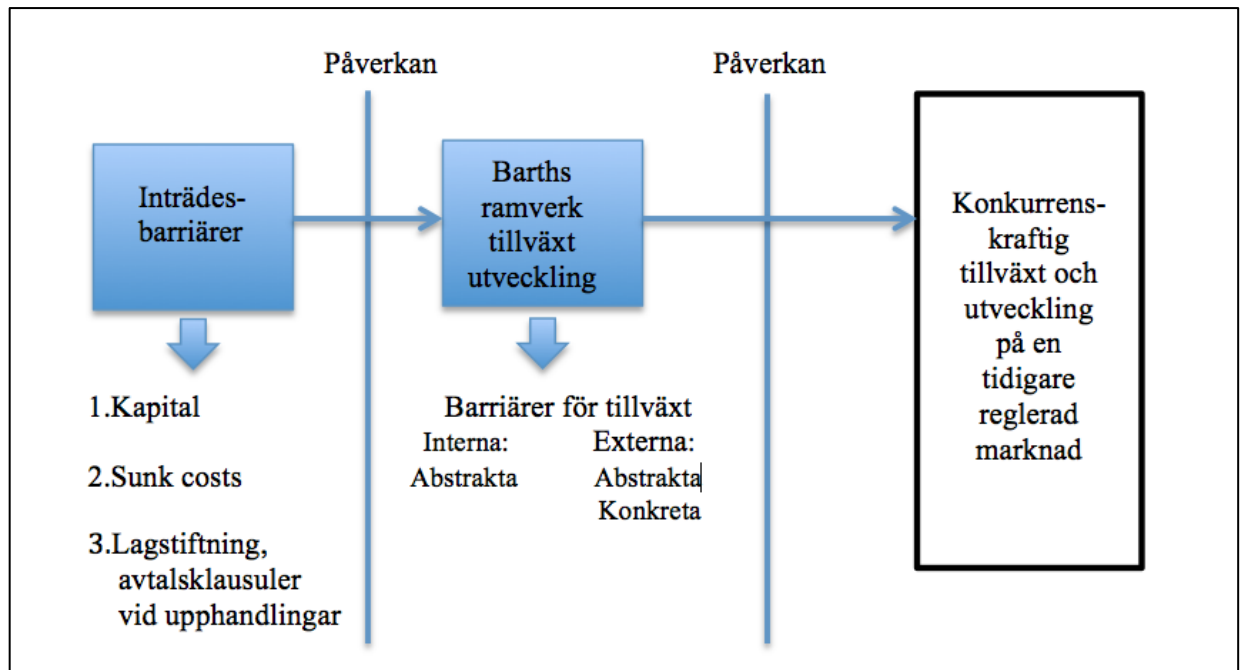 Påverkan
Påverkan
Inträdes-
barriärer
Barths
ramverk
tillväxt
utveckling
Konkurrens-
kraftig
tillväxt och
utveckling
på en
tidigare
reglerad
marknad
1.Kapital
2.Sunk costs
3.Lagstiftning,
avtalsklausuler
vid upphandlingar
Barriärer för tillväxt
Interna:
Abstrakta
Externa:
Abstrakta
Konkreta